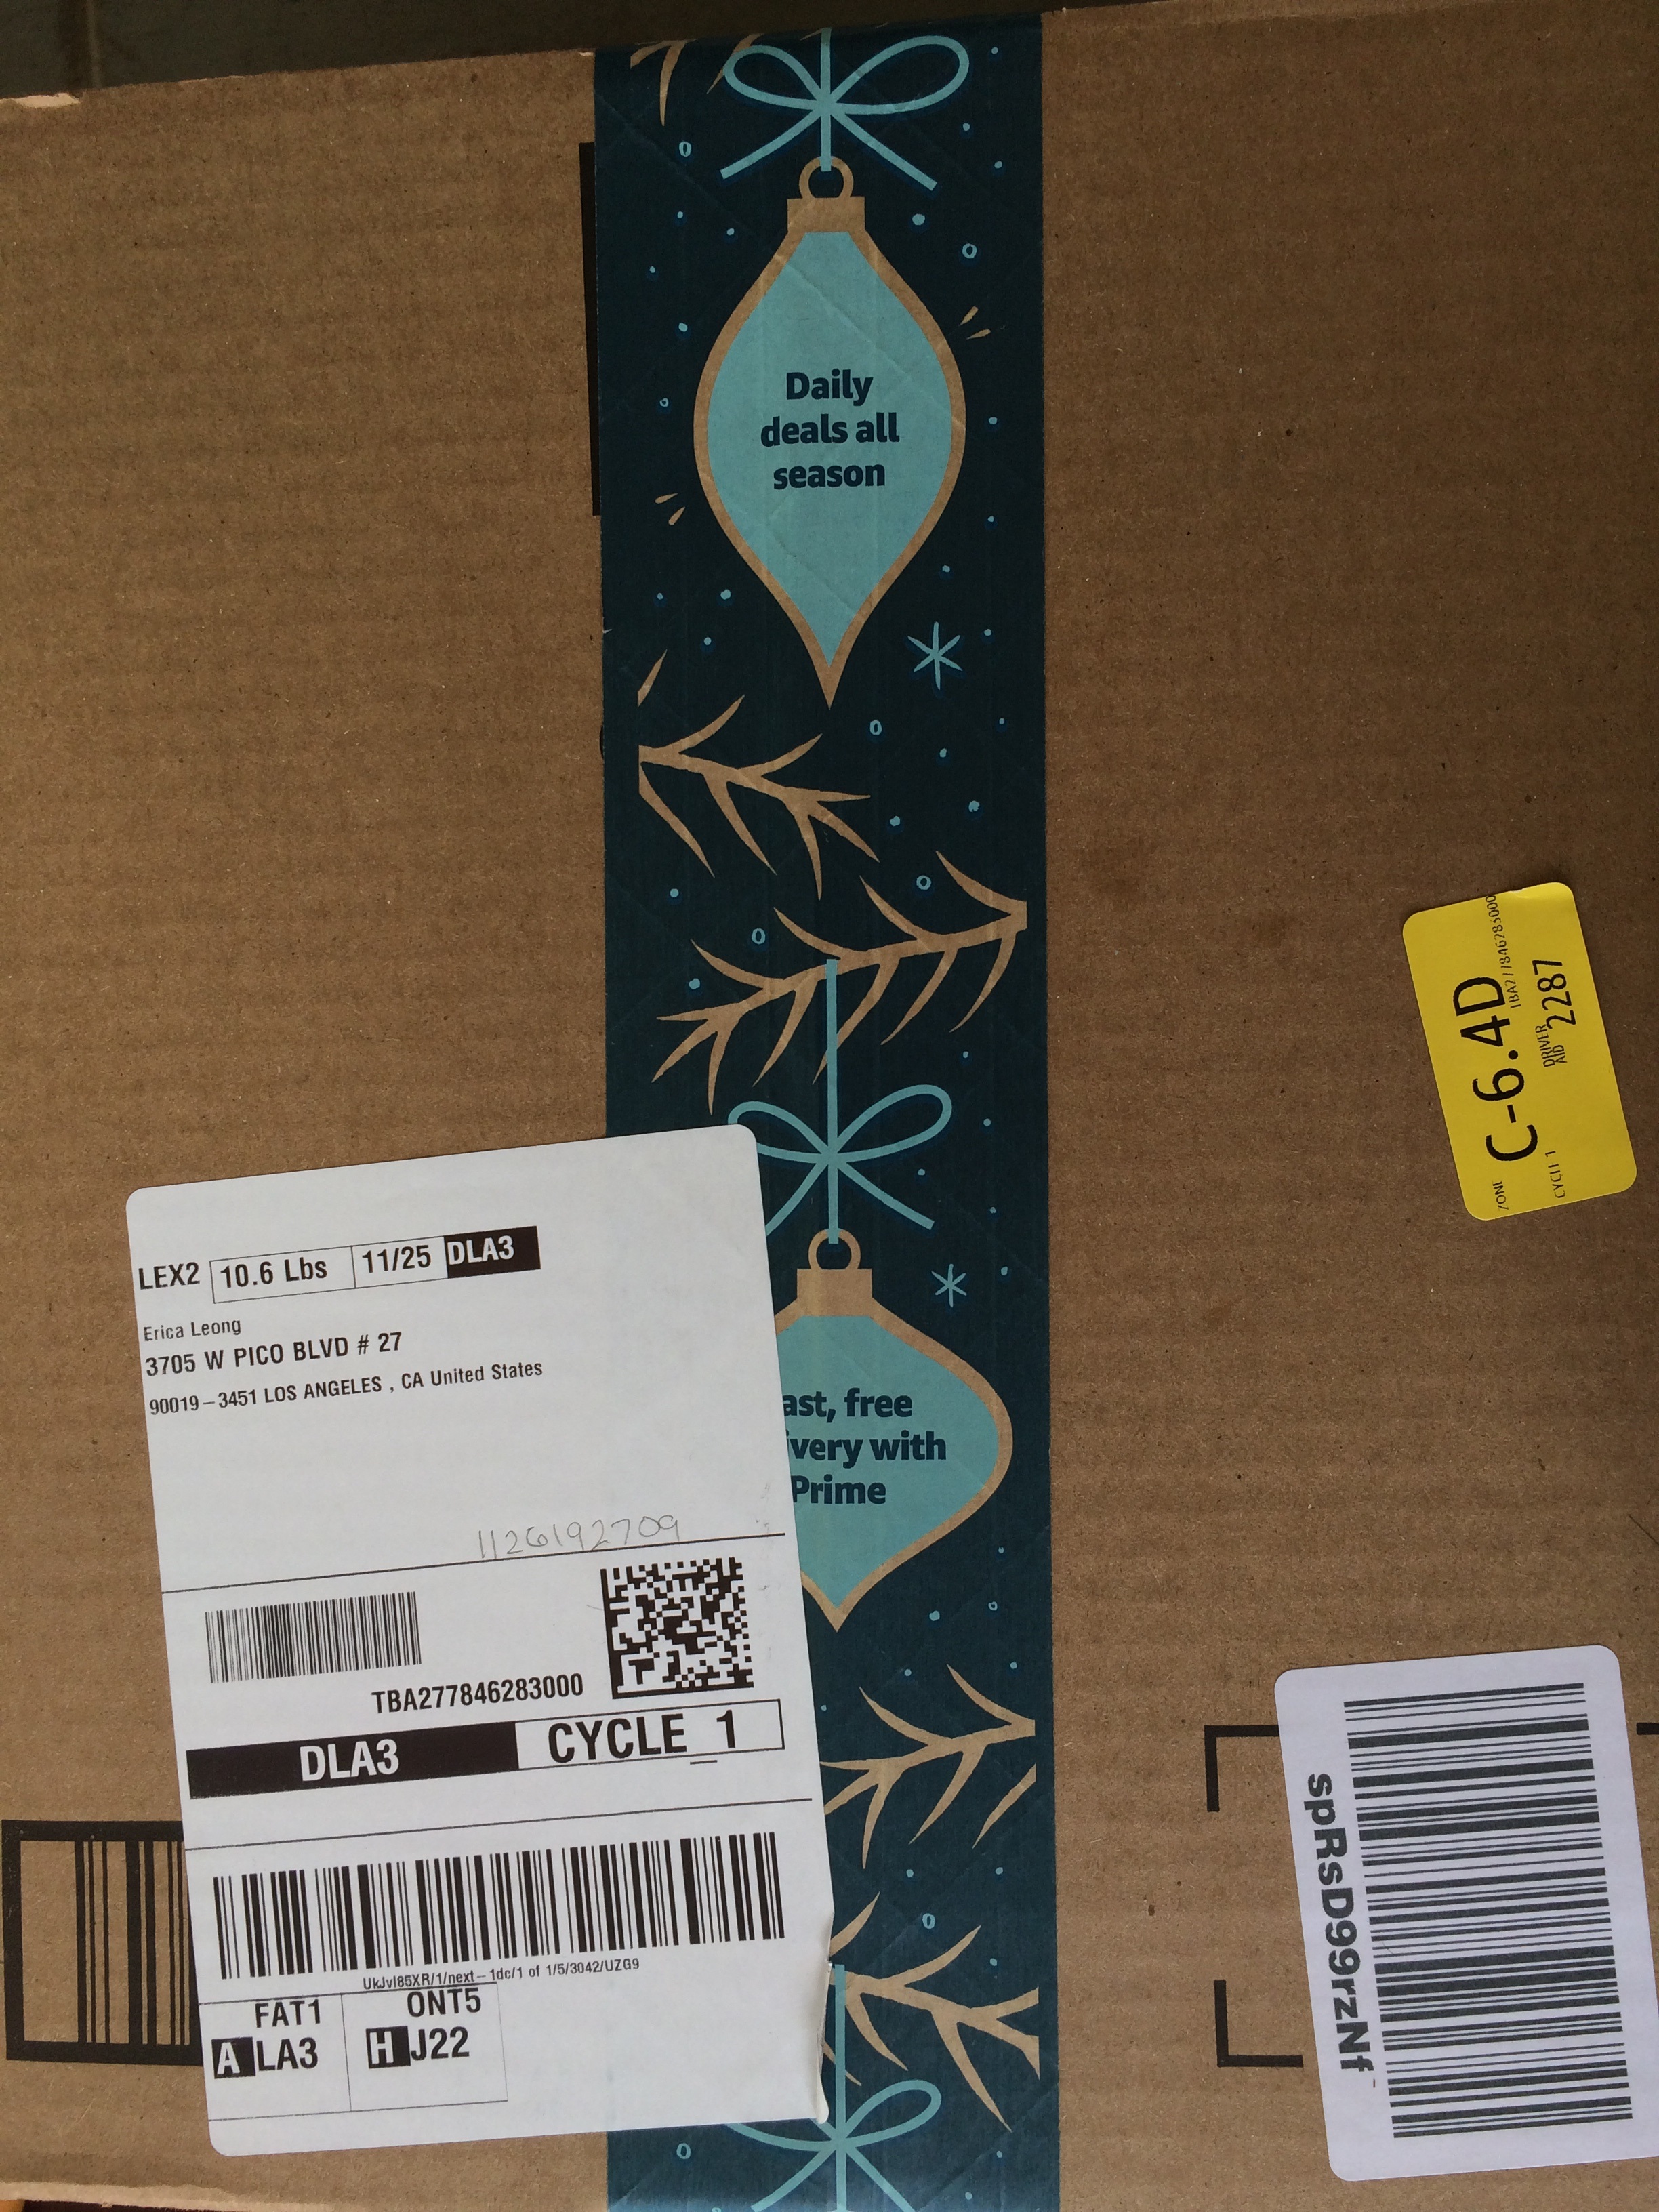 Daily
deals all
season
ZONE C-6.4D
TBA277846283000
CYCLE 1
DRIVER
AID 2287
LEX2 10.6 Lbs 11/25 DLA3
Erica Leong
3705 W PICO BLVD # 27
90019-3451 LOS ANGELES , CA United States
ast, free
ivery with
Prime
1126192709
TBA277846283000
DLA3 CYCLE 1
UkJvl85XR/1/next-1dc/1 of 1/5/3042/UZG9
FAT1 ONT5
A LA3 H J22
spRsD99rzNf